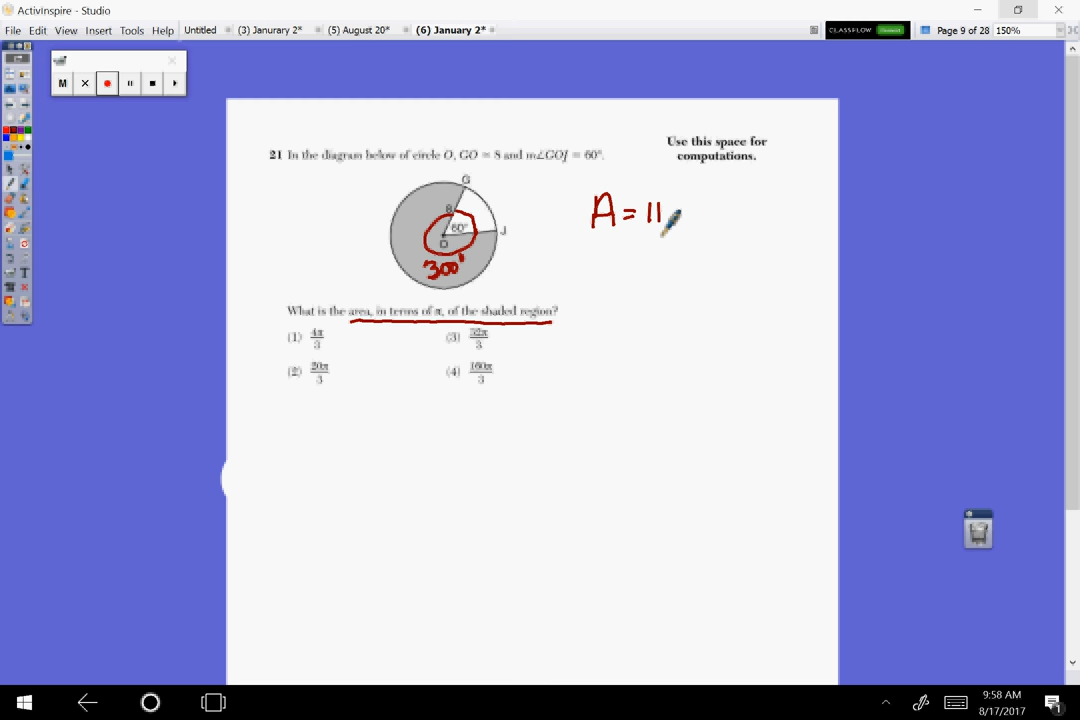 ActivInspire - Studio
File Edit View Insert Tools Help Untitled (3) Janurary 2* (5) August 20* (6) January 2* CLASSFLOW Page 9 of 28 150%
M
Use this space for
computations.
21 In the diagram below of circle O, GO = 8 and m∠GOJ = 60°.
G
8
60°
J
O
300°
A = 11
What is the area, in terms of π, of the shaded region?
(1) 4π/3 (3) 32π/3
(2) 20π/3 (4) 160π/3
T
9:58 AM
8/17/2017
1